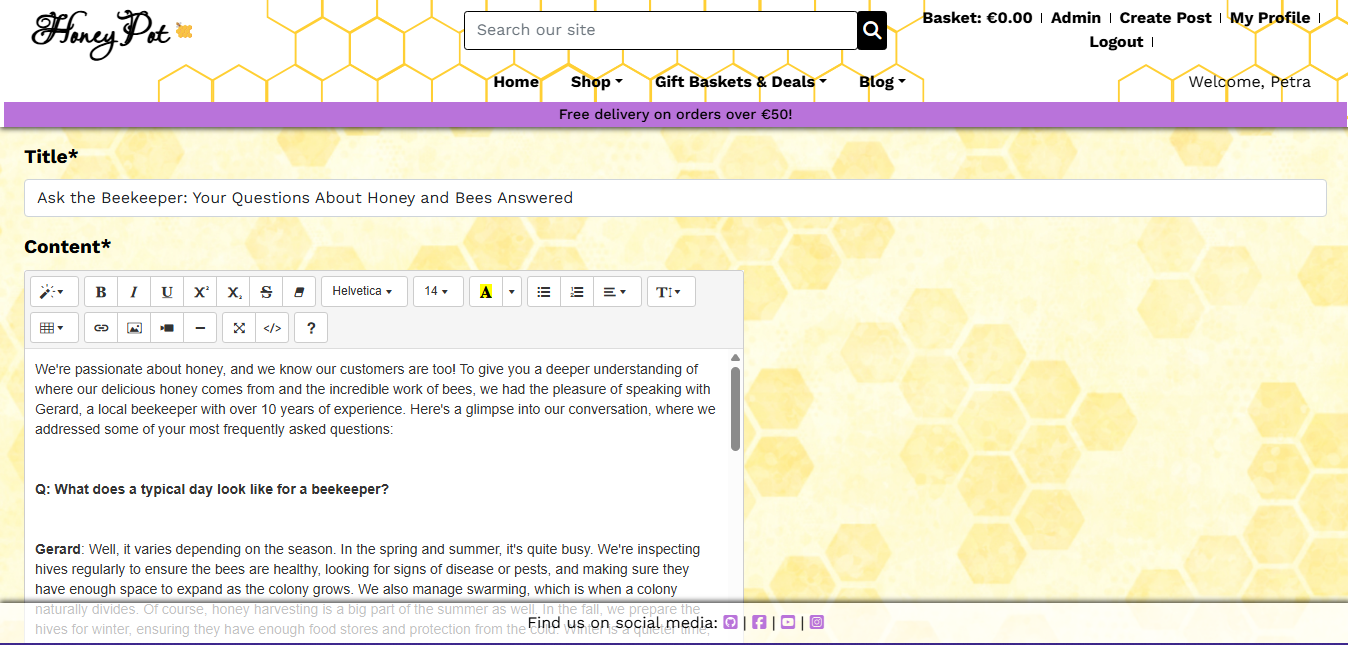 Honey Pot
Search our site
Basket: €0.00 | Admin | Create Post | My Profile |
Logout |
Home Shop Gift Baskets & Deals Blog
Welcome, Petra
Free delivery on orders over €50!
Title*
Ask the Beekeeper: Your Questions About Honey and Bees Answered
Content*
B I U X² X₂ S Helvetica 14 A T
</> ?
We're passionate about honey, and we know our customers are too! To give you a deeper understanding of
where our delicious honey comes from and the incredible work of bees, we had the pleasure of speaking with
Gerard, a local beekeeper with over 10 years of experience. Here's a glimpse into our conversation, where we
addressed some of your most frequently asked questions:
Q: What does a typical day look like for a beekeeper?
Gerard: Well, it varies depending on the season. In the spring and summer, it's quite busy. We're inspecting
hives regularly to ensure the bees are healthy, looking for signs of disease or pests, and making sure they
have enough space to expand as the colony grows. We also manage swarming, which is when a colony
naturally divides. Of course, honey harvesting is a big part of the summer as well. In the fall, we prepare the
hives for winter, ensuring they have enough food stores and protection from the cold. Winter is a quieter time,
Find us on social media: | | |